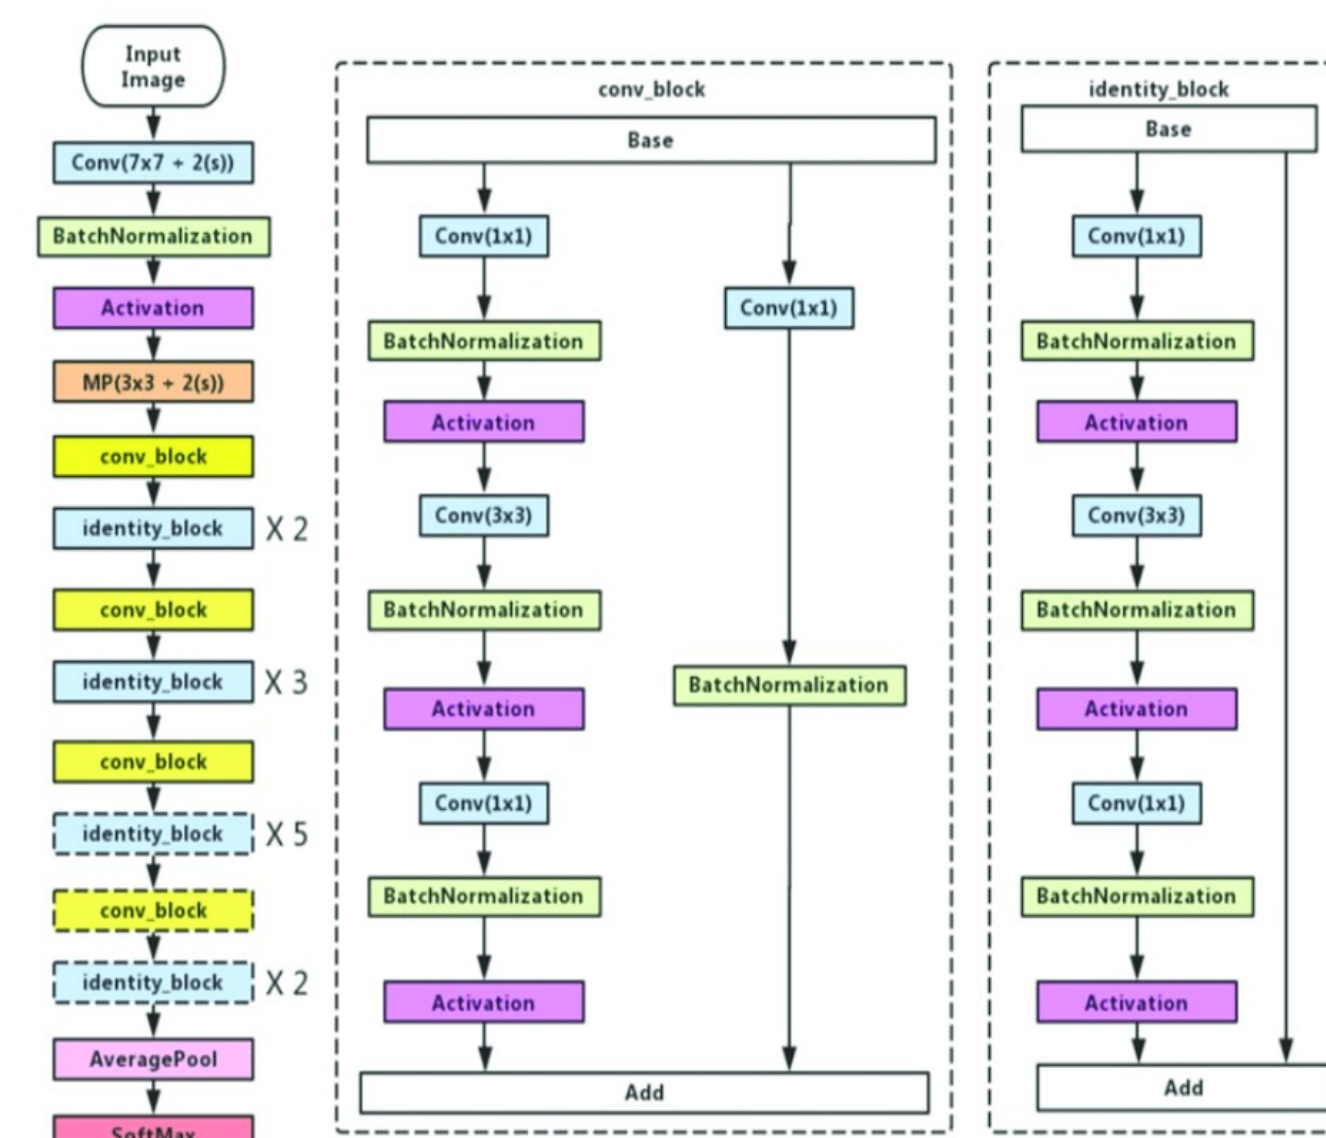 Input
Image
Conv(7x7 + 2(s))
BatchNormalization
Activation
MP(3x3 + 2(s))
conv_block
identity_block X 2
conv_block
identity_block X 3
conv_block
identity_block X 5
conv_block
identity_block X 2
AveragePool
SoftMax
conv_block
Base
Conv(1x1)
BatchNormalization
Activation
Conv(3x3)
BatchNormalization
Activation
Conv(1x1)
BatchNormalization
Activation
Conv(1x1)
BatchNormalization
Add
identity_block
Base
Conv(1x1)
BatchNormalization
Activation
Conv(3x3)
BatchNormalization
Activation
Conv(1x1)
BatchNormalization
Activation
Add